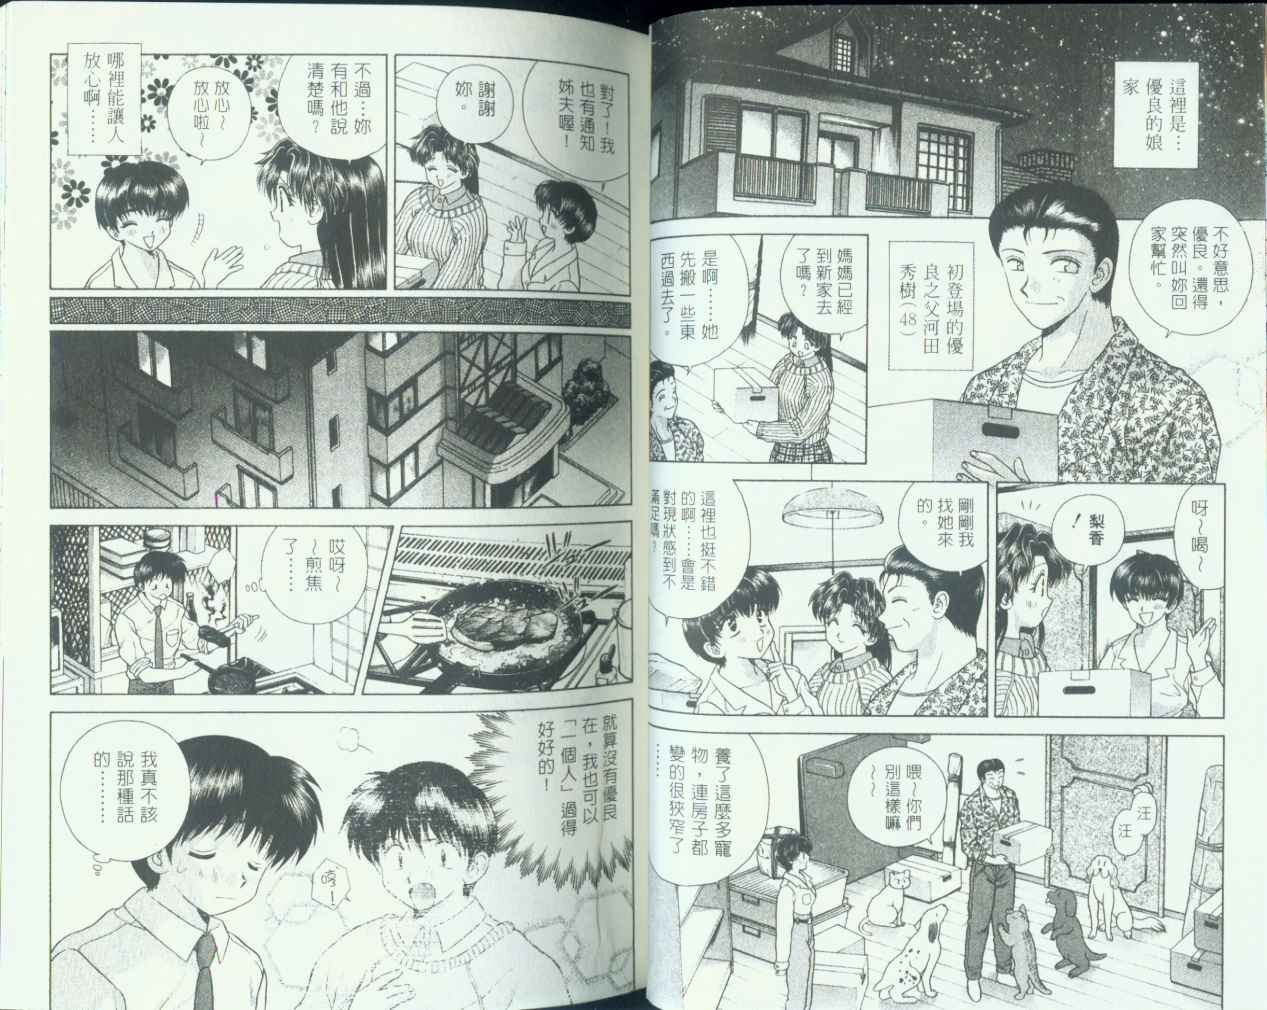 這裡是…
優良的娘
家
不好意思，
優良。還得
突然叫妳回
家幫忙。
初登場的優
良之父河田
秀樹（48）
媽媽已經
到新家去
了嗎？
是啊……她
先搬一些東
西過去了。
呀～喝～
梨香
！
剛剛我
找她來
的。
這裡也挺不錯
的啊……會是
對現狀感到不
滿足嗎？
汪
汪
喂～你們
別這樣嘛
～～
養了這麼多寵
物，連房子都
變的很狹窄了
……
對了！我
也有通知
姊夫喔！
謝謝
妳。
不過…妳
有和他說
清楚嗎？
放心～
放心啦～
哪裡能讓人
放心啊……
哎呀～
～煎焦
了……
就算沒有優良
在，我也可以
「一個人」過得
好好的！
咚！
我真不該
說那種話
的………